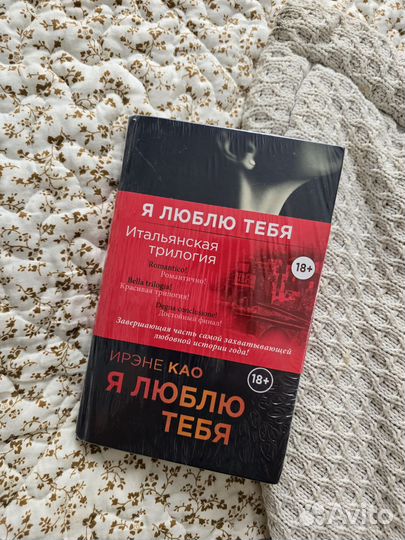 Я ЛЮБЛЮ ТЕБЯ
Итальянская
трилогия
18+
Romantico!
Романтично!
Bella trilogia!
Красивая трилогия!
Degna conclusione!
Достойный финал!
Завершающая часть самой захватывающей
любовной истории года!
ИРЭНЕ КАО
18+
Я ЛЮБЛЮ
ТЕБЯ
Avito